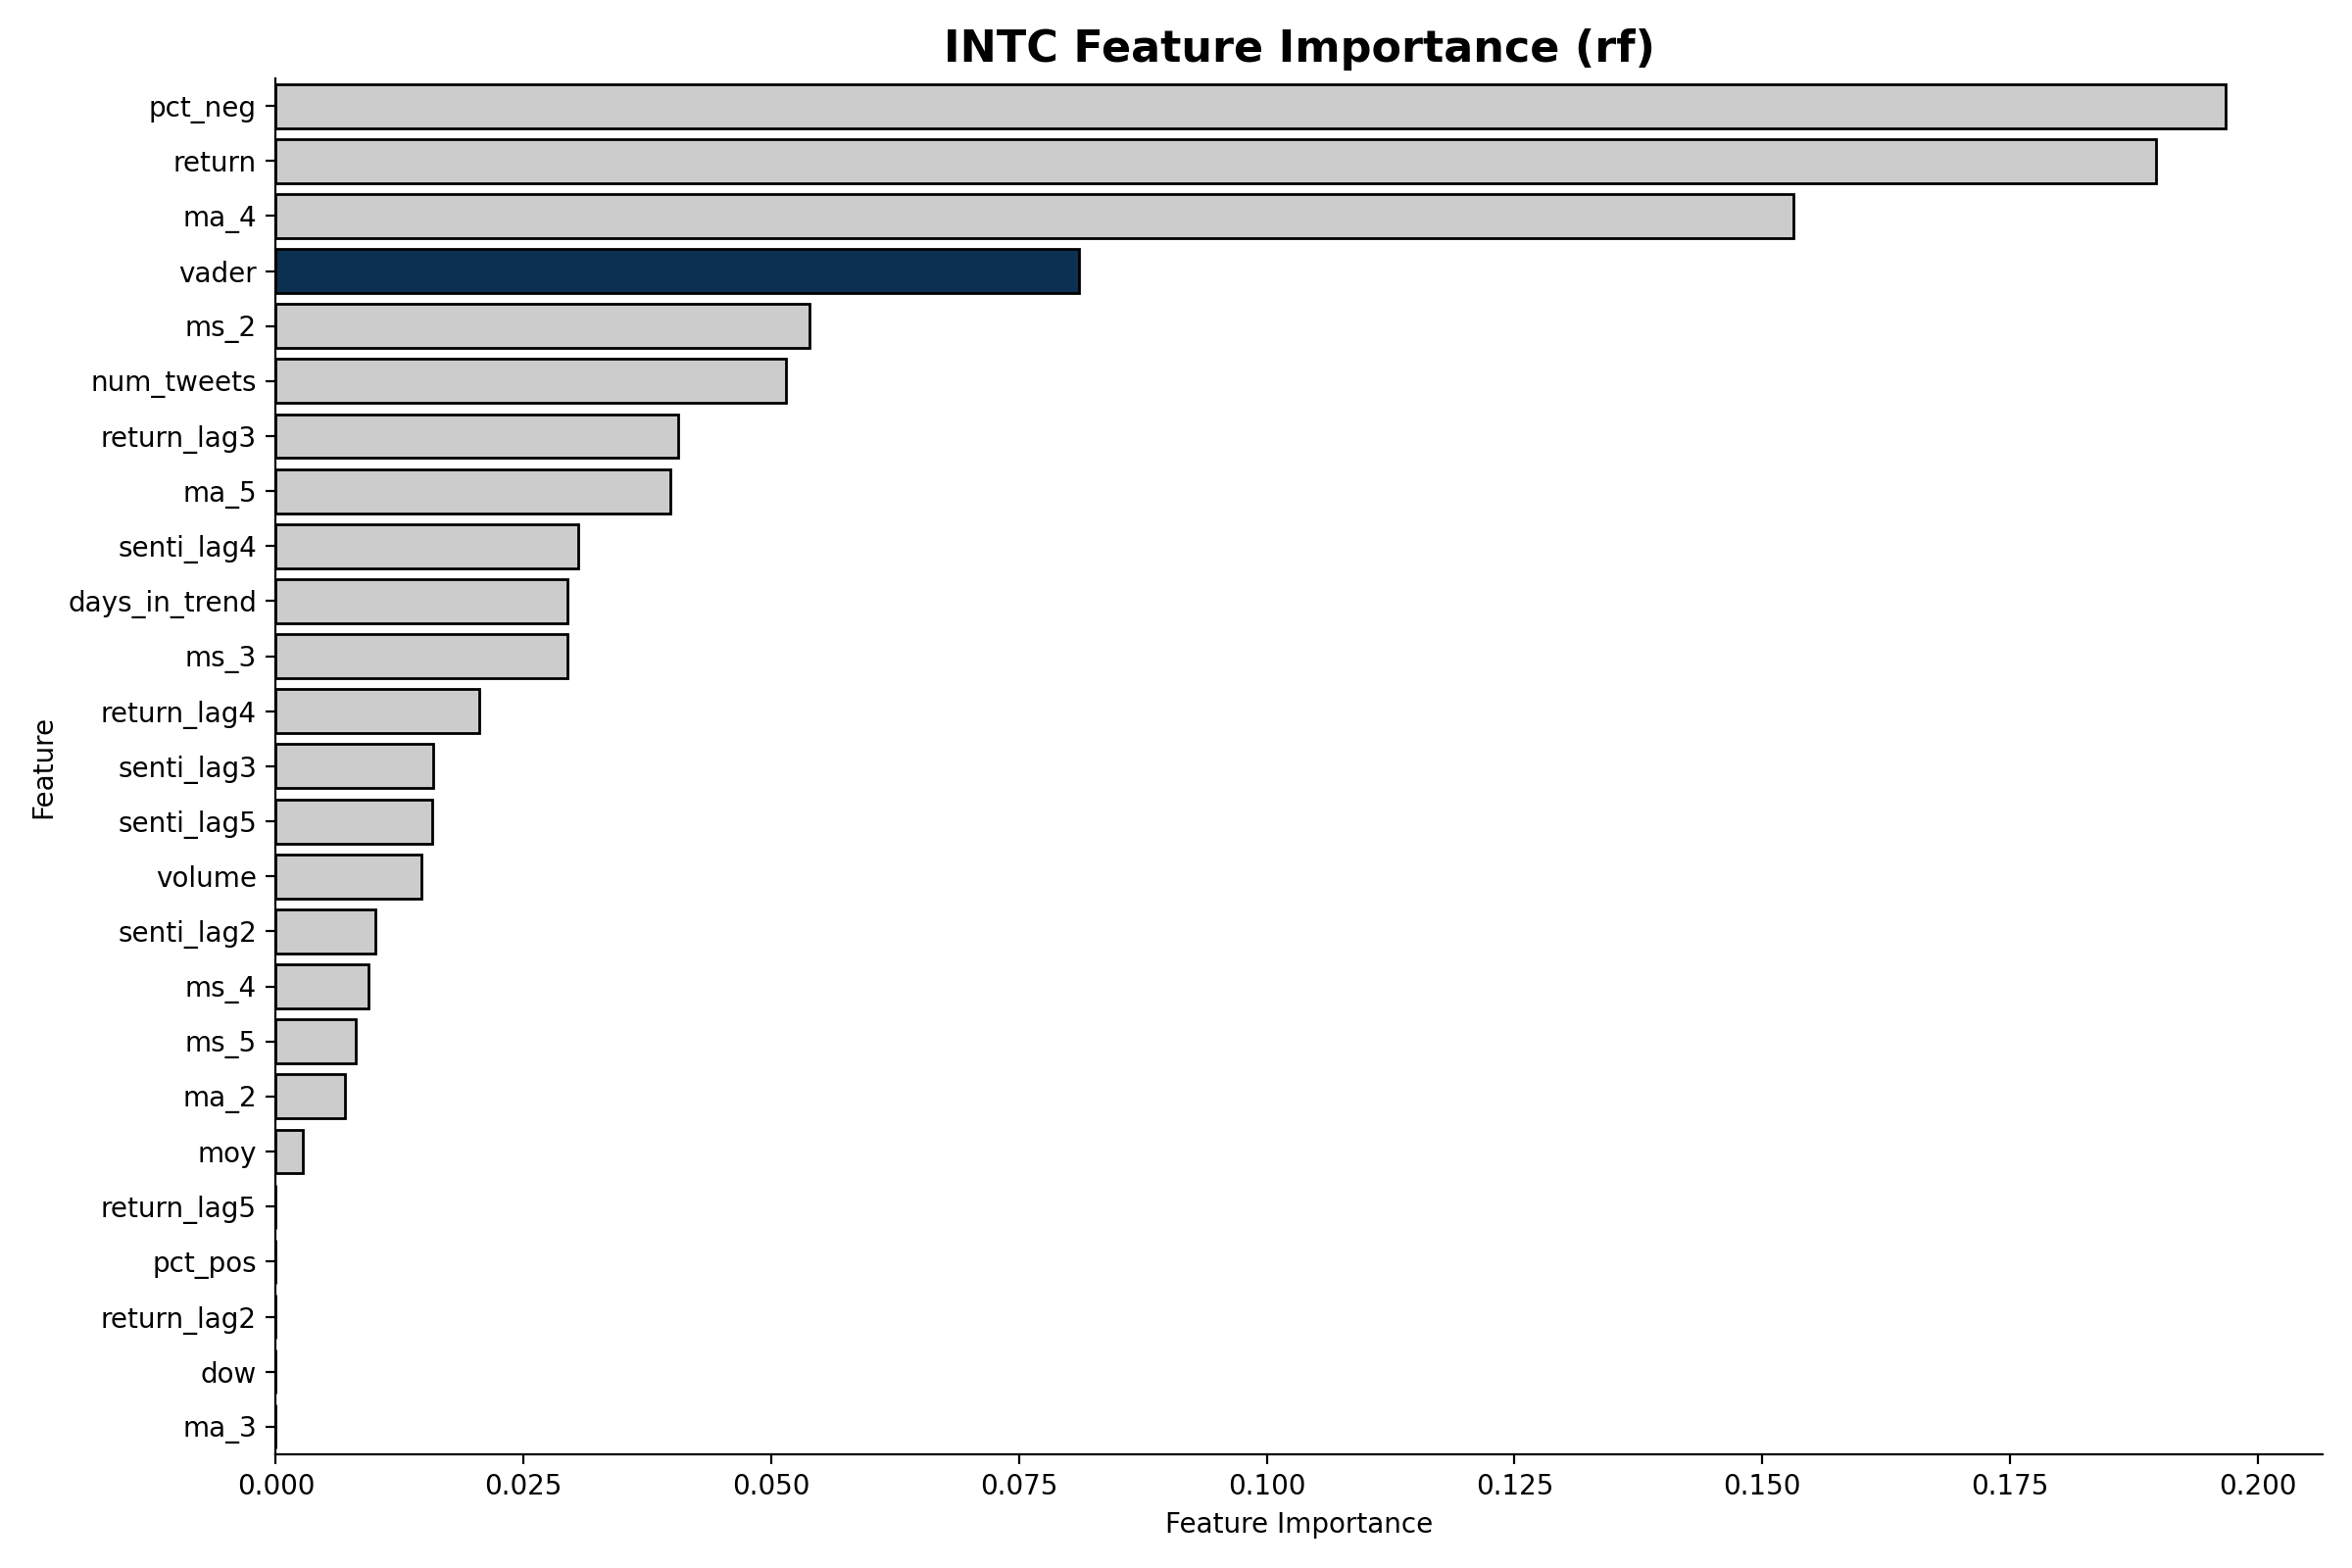 INTC Feature Importance (rf)
pct_neg
return
ma_4
vader
ms_2
num_tweets
return_lag3
ma_5
senti_lag4
days_in_trend
ms_3
return_lag4
senti_lag3
senti_lag5
volume
senti_lag2
ms_4
ms_5
ma_2
moy
return_lag5
pct_pos
return_lag2
dow
ma_3
Feature
0.000 0.025 0.050 0.075 0.100 0.125 0.150 0.175 0.200
Feature Importance